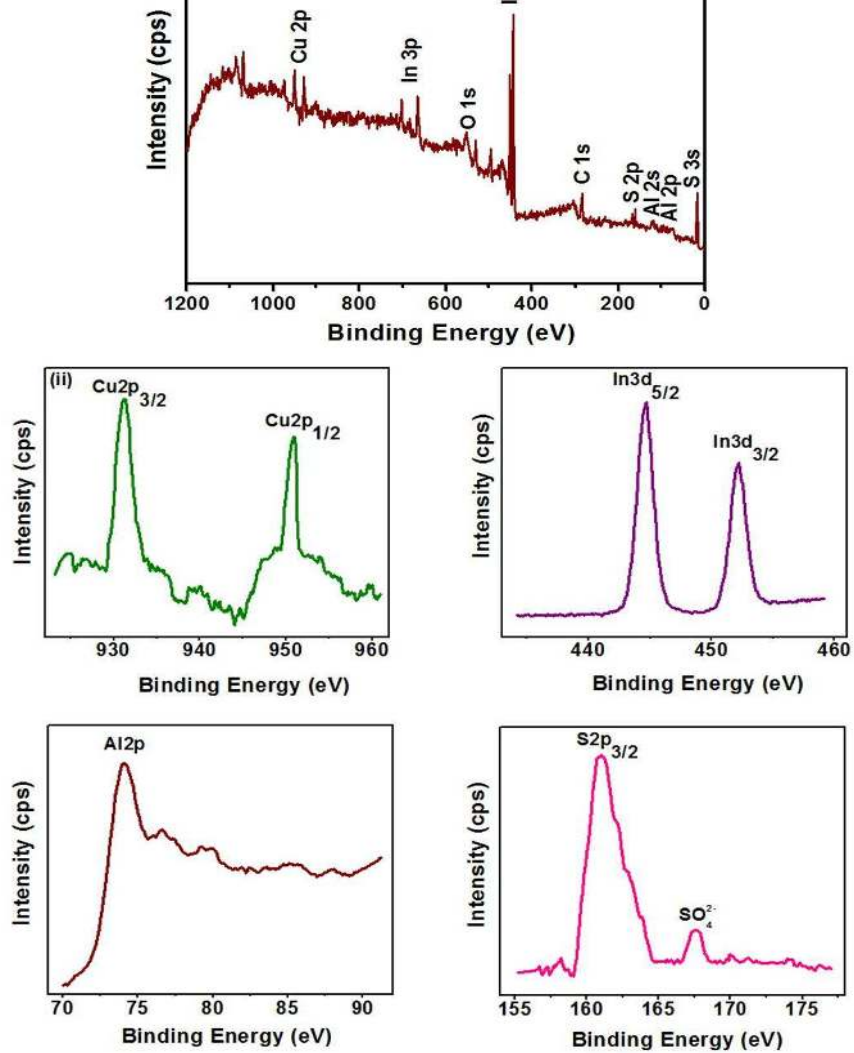 Intensity (cps)
Cu 2p
In 3p
O 1s
C 1s
S 2p
Al 2s
Al 2p
S 3s
1200 1000 800 600 400 200 0
Binding Energy (eV)
(ii)
Cu2p3/2
Cu2p1/2
Intensity (cps)
930 940 950 960
Binding Energy (eV)
In3d5/2
In3d3/2
Intensity (cps)
440 450 460
Binding Energy (eV)
Al2p
Intensity (cps)
70 75 80 85 90
Binding Energy (eV)
S2p3/2
SO4^2-
Intensity (cps)
155 160 165 170 175
Binding Energy (eV)